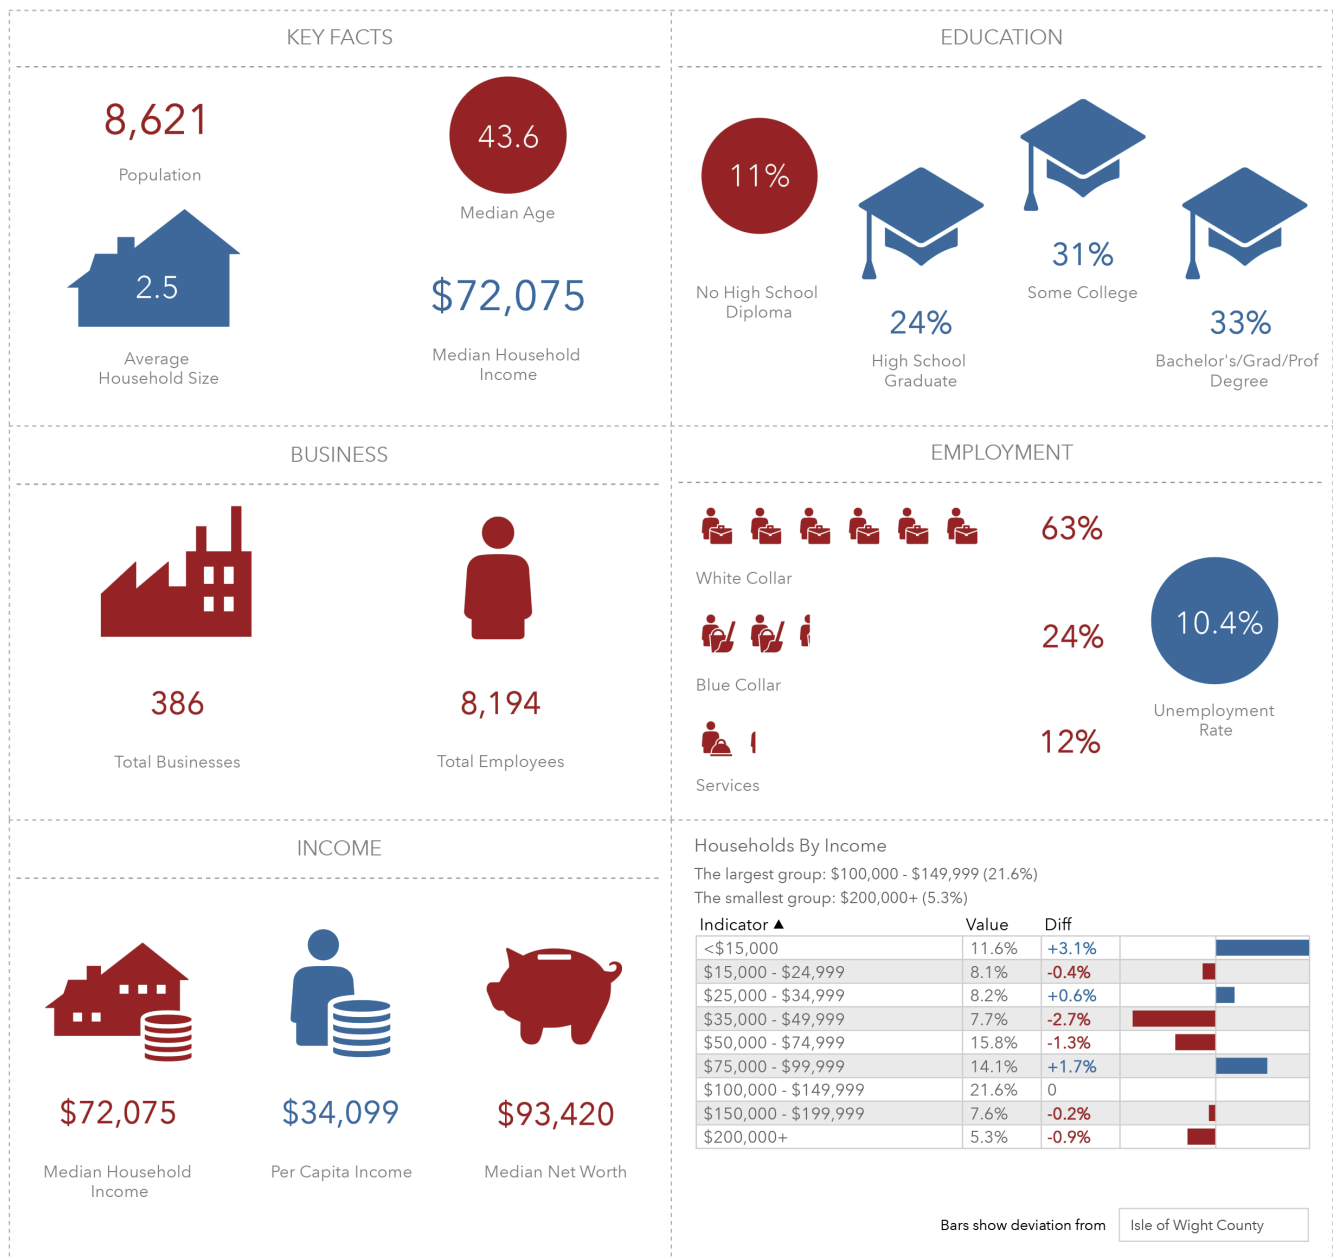 KEY FACTS
8,621
Population
43.6
Median Age
2.5
Average
Household Size
$72,075
Median Household
Income
EDUCATION
11%
No High School
Diploma
24%
High School
Graduate
31%
Some College
33%
Bachelor's/Grad/Prof
Degree
BUSINESS
386
Total Businesses
8,194
Total Employees
EMPLOYMENT
63%
White Collar
24%
Blue Collar
12%
Services
10.4%
Unemployment
Rate
INCOME
$72,075
Median Household
Income
$34,099
Per Capita Income
$93,420
Median Net Worth
Households By Income
The largest group: $100,000 - $149,999 (21.6%)
The smallest group: $200,000+ (5.3%)
Indicator ▲ Value Diff
<$15,000 11.6% +3.1%
$15,000 - $24,999 8.1% -0.4%
$25,000 - $34,999 8.2% +0.6%
$35,000 - $49,999 7.7% -2.7%
$50,000 - $74,999 15.8% -1.3%
$75,000 - $99,999 14.1% +1.7%
$100,000 - $149,999 21.6% 0
$150,000 - $199,999 7.6% -0.2%
$200,000+ 5.3% -0.9%
Bars show deviation from Isle of Wight County